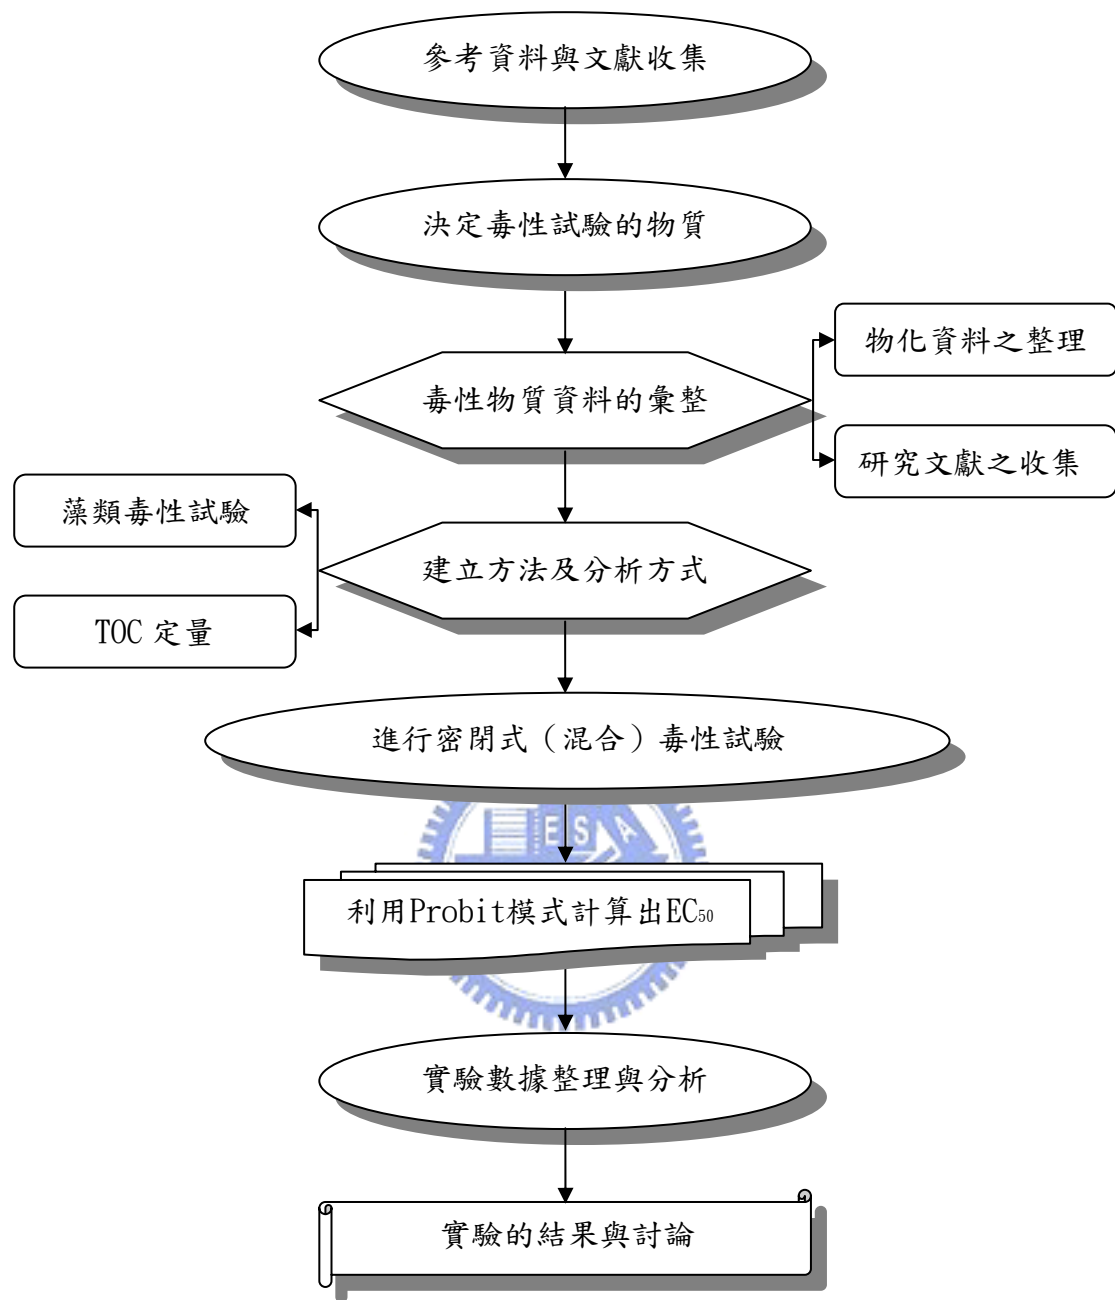 參考資料與文獻收集
決定毒性試驗的物質
毒性物質資料的彙整
物化資料之整理
研究文獻之收集
藻類毒性試驗
TOC 定量
建立方法及分析方式
進行密閉式（混合）毒性試驗
ESA
利用Probit模式計算出EC₅₀
實驗數據整理與分析
實驗的結果與討論